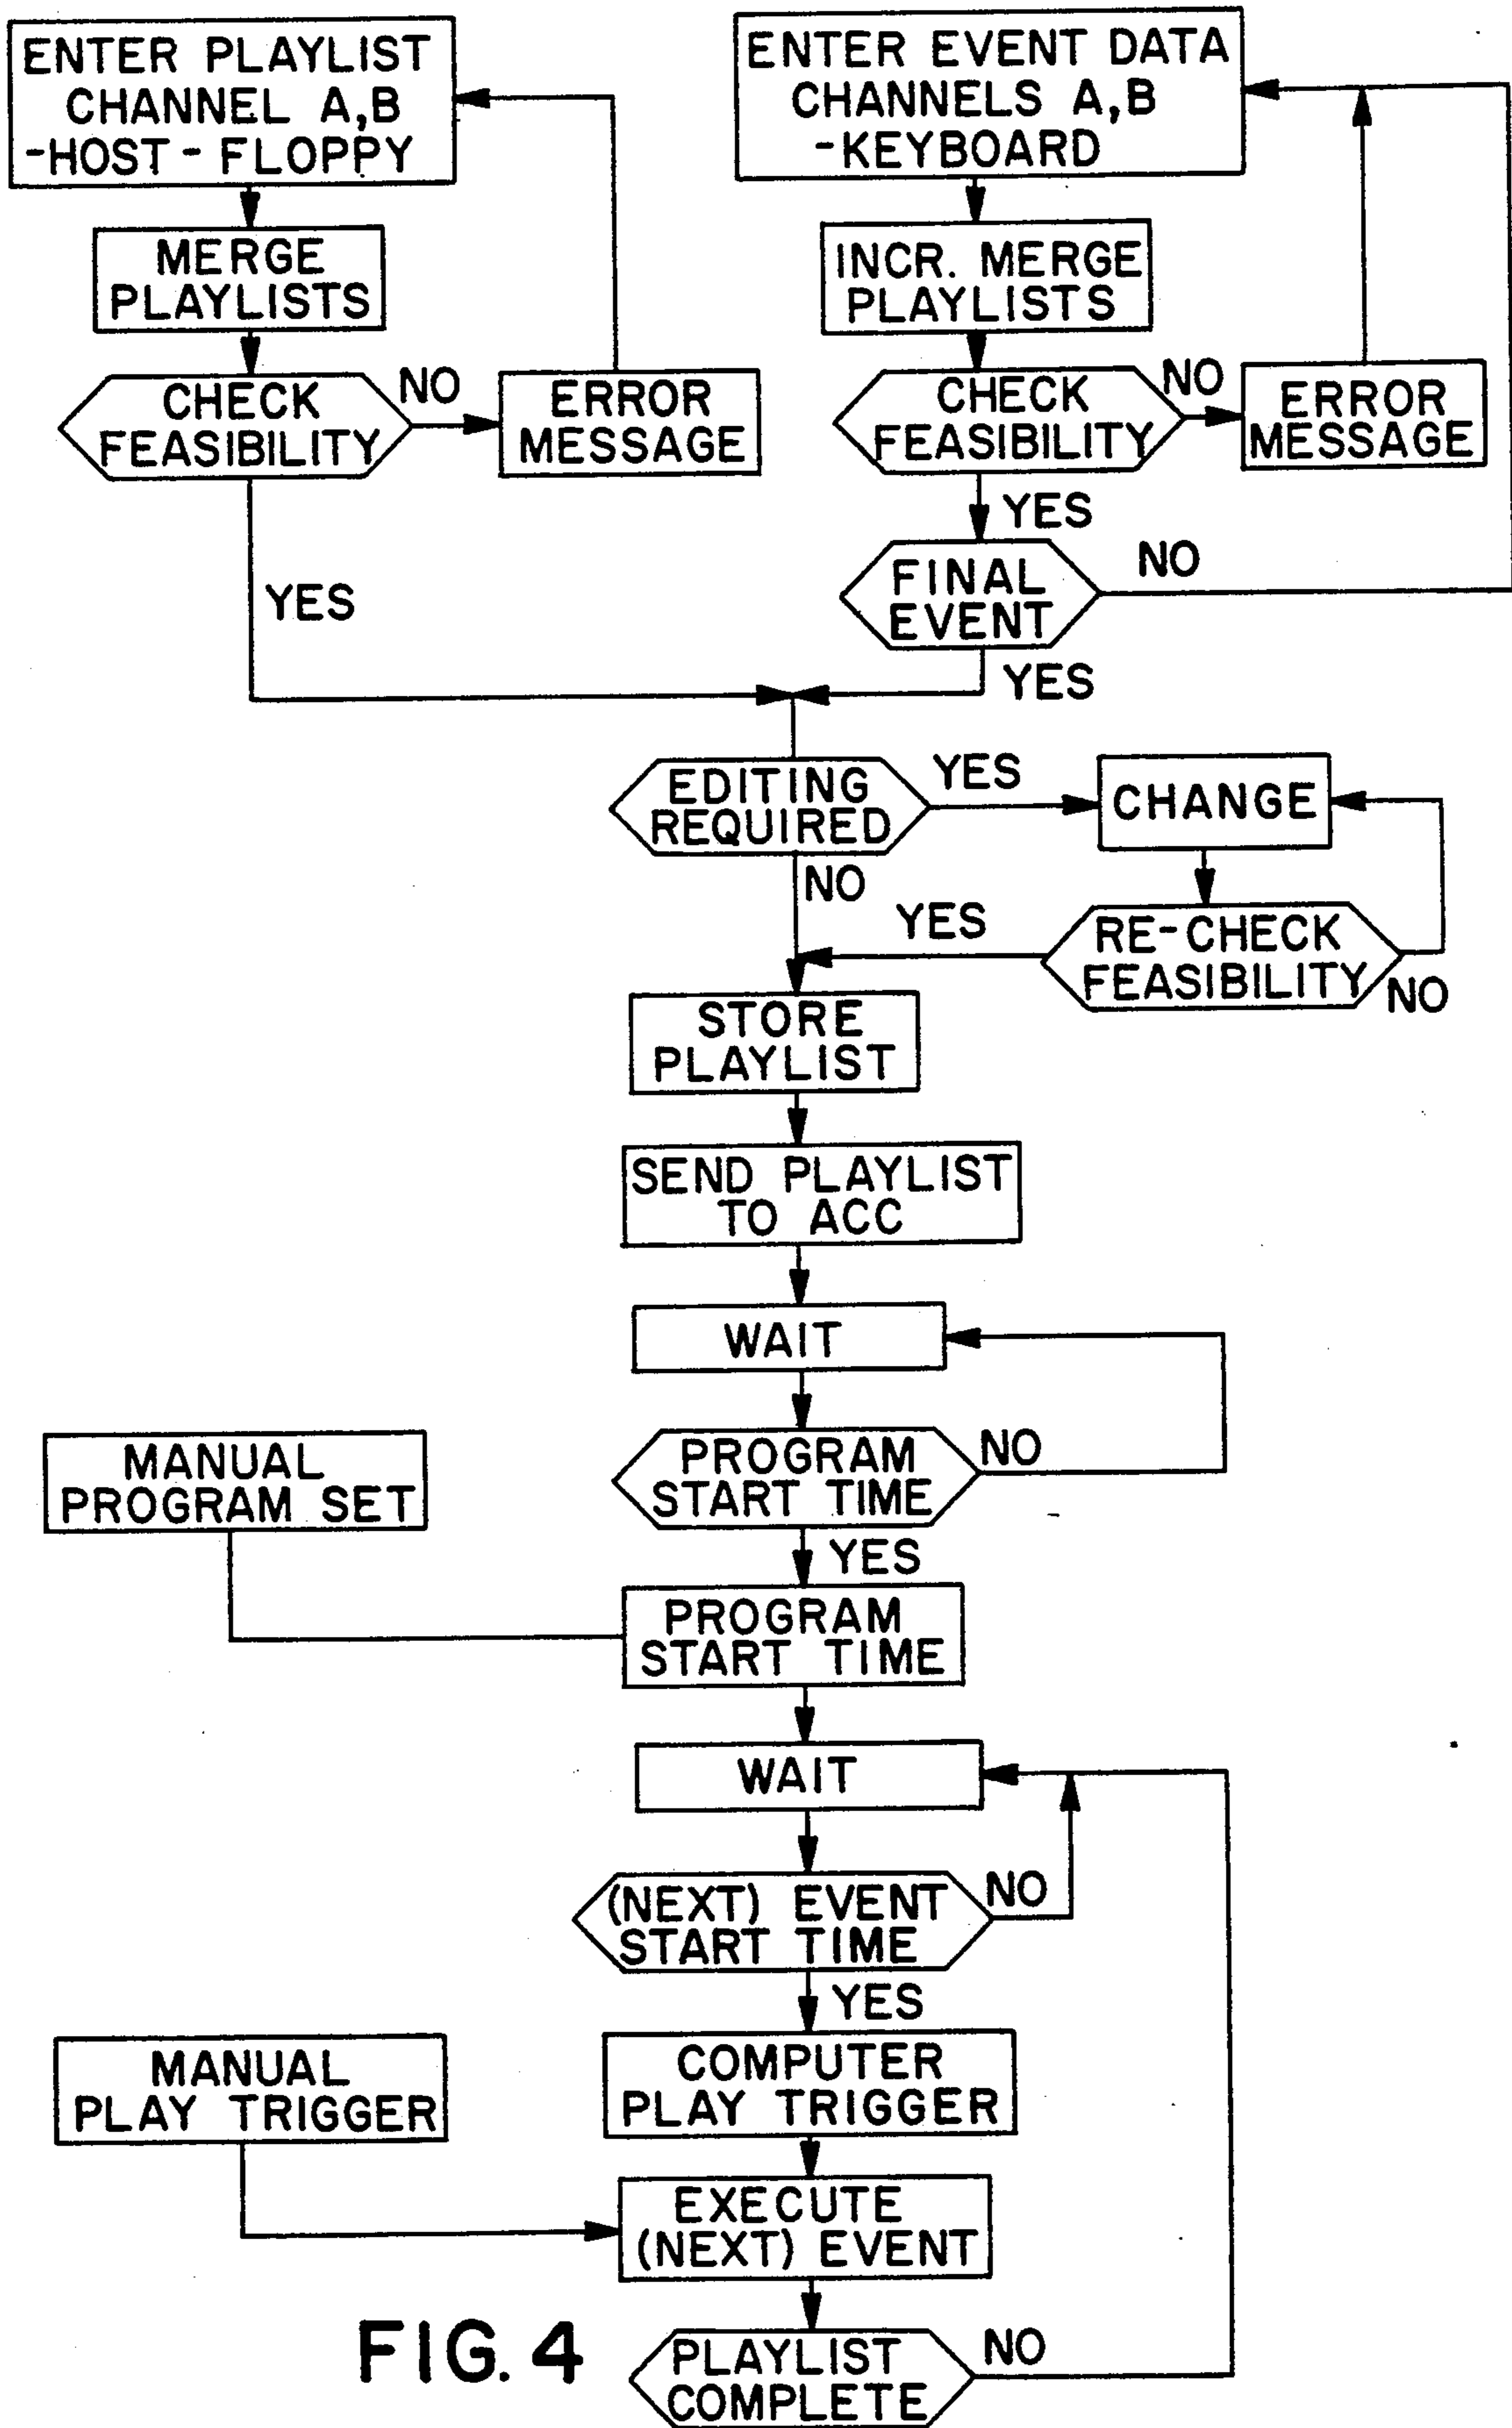 ENTER PLAYLIST
CHANNEL A,B
-HOST-FLOPPY
MERGE
PLAYLISTS
CHECK
FEASIBILITY
NO
ERROR
MESSAGE
YES
ENTER EVENT DATA
CHANNELS A,B
-KEYBOARD
INCR. MERGE
PLAYLISTS
CHECK
FEASIBILITY
NO
ERROR
MESSAGE
YES
FINAL
EVENT
NO
YES
EDITING
REQUIRED
YES
CHANGE
NO
YES
RE-CHECK
FEASIBILITY
NO
STORE
PLAYLIST
SEND PLAYLIST
TO ACC
WAIT
PROGRAM
START TIME
NO
MANUAL
PROGRAM SET
YES
PROGRAM
START TIME
WAIT
(NEXT) EVENT
START TIME
NO
YES
MANUAL
PLAY TRIGGER
COMPUTER
PLAY TRIGGER
EXECUTE
(NEXT) EVENT
PLAYLIST
COMPLETE
NO
FIG. 4